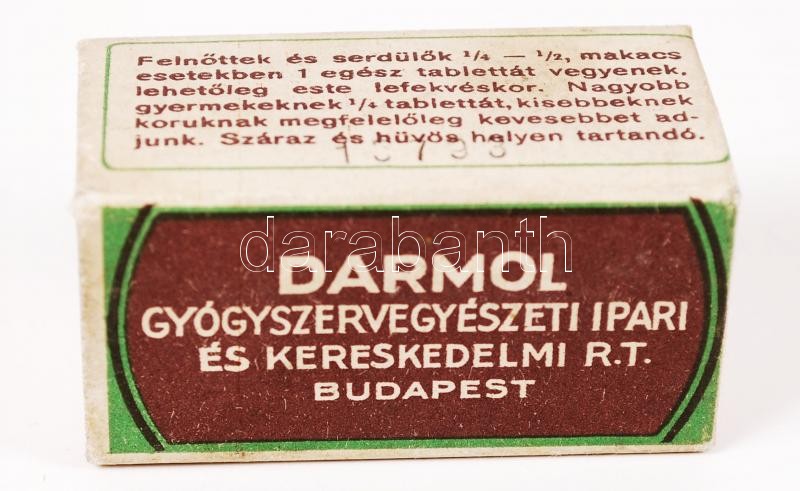 Felnőttek és serdülők 1/4 — 1/2, makacs
esetekben 1 egész tablettát vegyenek,
lehetőleg este lefekvéskor. Nagyobb
gyermekeknek 1/4 tablettát, kisebbeknek
koruknak megfelelőleg kevesebbet ad-
junk. Száraz és hűvös helyen tartandó.
darabanth
DARMOL
GYÓGYSZERVEGYÉSZETI IPARI
ÉS KERESKEDELMI R.T.
BUDAPEST